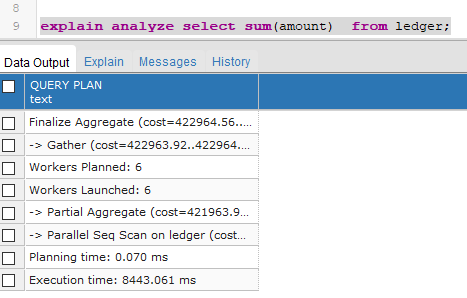 8
9 explain analyze select sum(amount) from ledger;
Data Output Explain Messages History
QUERY PLAN
text
Finalize Aggregate (cost=422964.56..…
-> Gather (cost=422963.92..422964.…
Workers Planned: 6
Workers Launched: 6
-> Partial Aggregate (cost=421963.9…
-> Parallel Seq Scan on ledger (cost…
Planning time: 0.070 ms
Execution time: 8443.061 ms